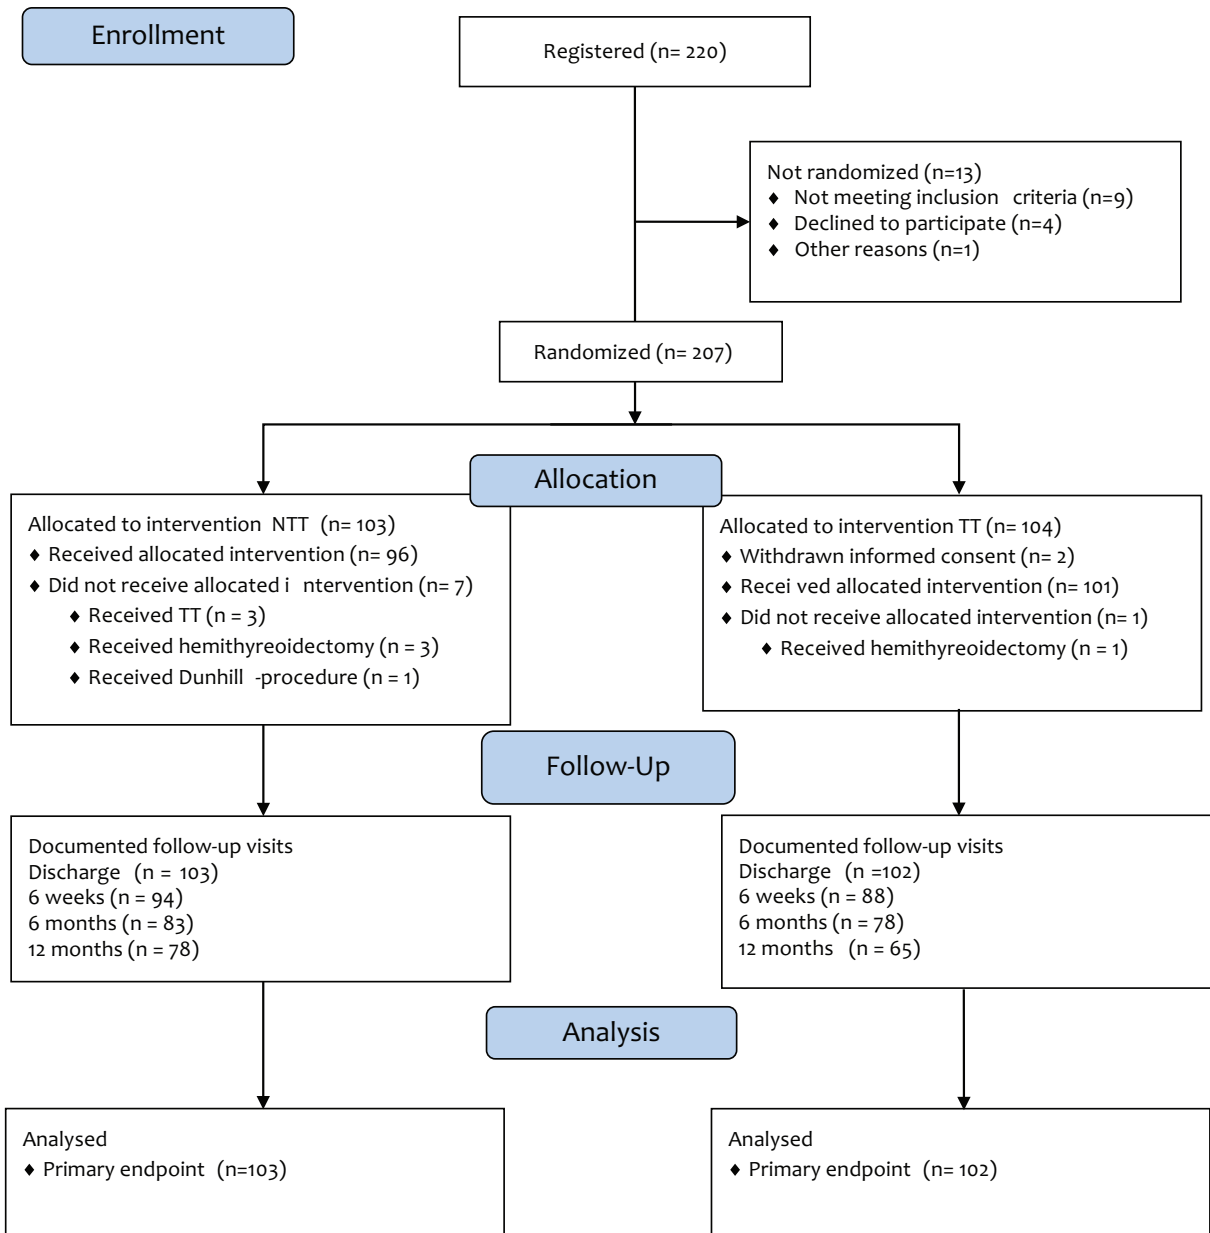 Enrollment
Registered (n= 220)
Not randomized (n=13)
♦ Not meeting inclusion criteria (n=9)
♦ Declined to participate (n=4)
♦ Other reasons (n=1)
Randomized (n= 207)
Allocation
Allocated to intervention NTT (n= 103)
♦ Received allocated intervention (n= 96)
♦ Did not receive allocated i ntervention (n= 7)
♦ Received TT (n = 3)
♦ Received hemithyreoidectomy (n = 3)
♦ Received Dunhill -procedure (n = 1)
Allocated to intervention TT (n= 104)
♦ Withdrawn informed consent (n= 2)
♦ Recei ved allocated intervention (n= 101)
♦ Did not receive allocated intervention (n= 1)
♦ Received hemithyreoidectomy (n = 1)
Follow-Up
Documented follow-up visits
Discharge (n = 103)
6 weeks (n = 94)
6 months (n = 83)
12 months (n = 78)
Documented follow-up visits
Discharge (n =102)
6 weeks (n = 88)
6 months (n = 78)
12 months (n = 65)
Analysis
Analysed
♦ Primary endpoint (n=103)
Analysed
♦ Primary endpoint (n= 102)